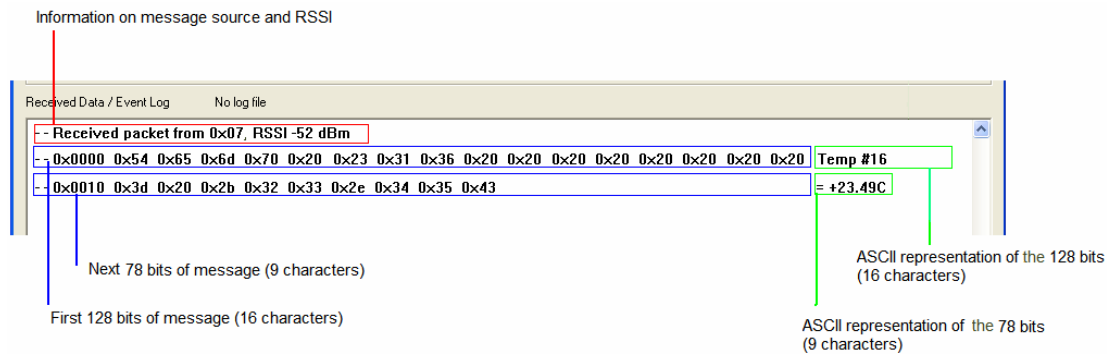 Information on message source and RSSI
Received Data / Event Log No log file
-- Received packet from 0x07, RSSI -52 dBm
-- 0x0000 0x54 0x65 0x6d 0x70 0x20 0x23 0x31 0x36 0x20 0x20 0x20 0x20 0x20 0x20 0x20 0x20 Temp #16
-- 0x0010 0x3d 0x20 0x2b 0x32 0x33 0x2e 0x34 0x35 0x43 = +23.49C
Next 78 bits of message (9 characters)
ASCII representation of the 128 bits
(16 characters)
First 128 bits of message (16 characters)
ASCII representation of the 78 bits
(9 characters)